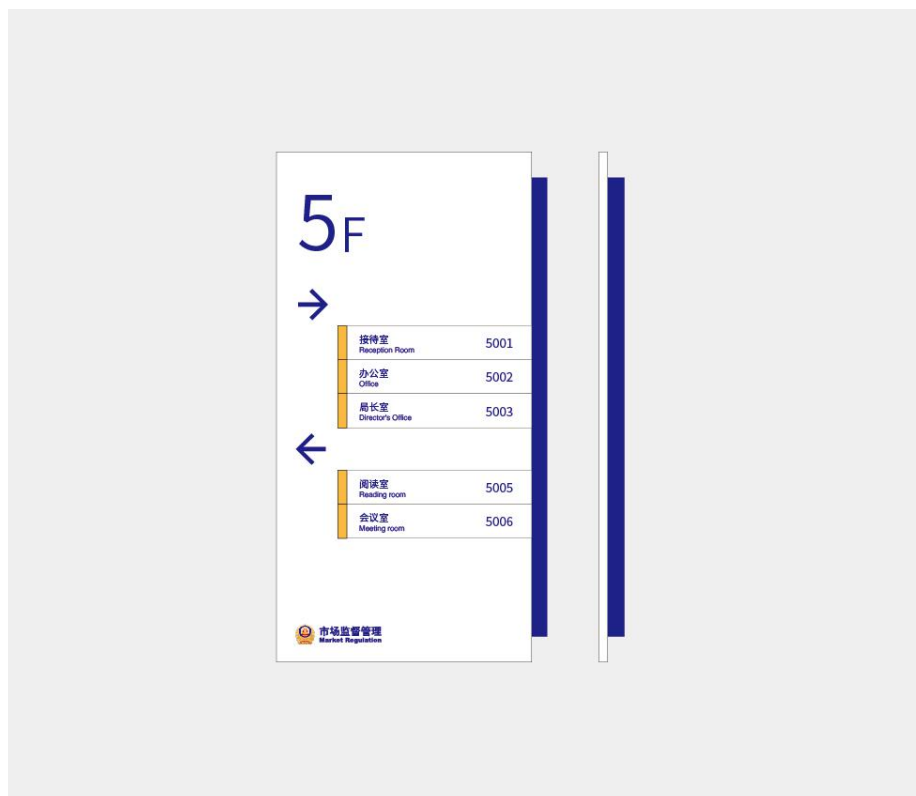 5F
→
接待室 5001
Reception Room
办公室 5002
Office
局长室 5003
Director's Office
←
阅读室 5005
Reading room
会议室 5006
Meeting room
市场监督管理
Market Regulation